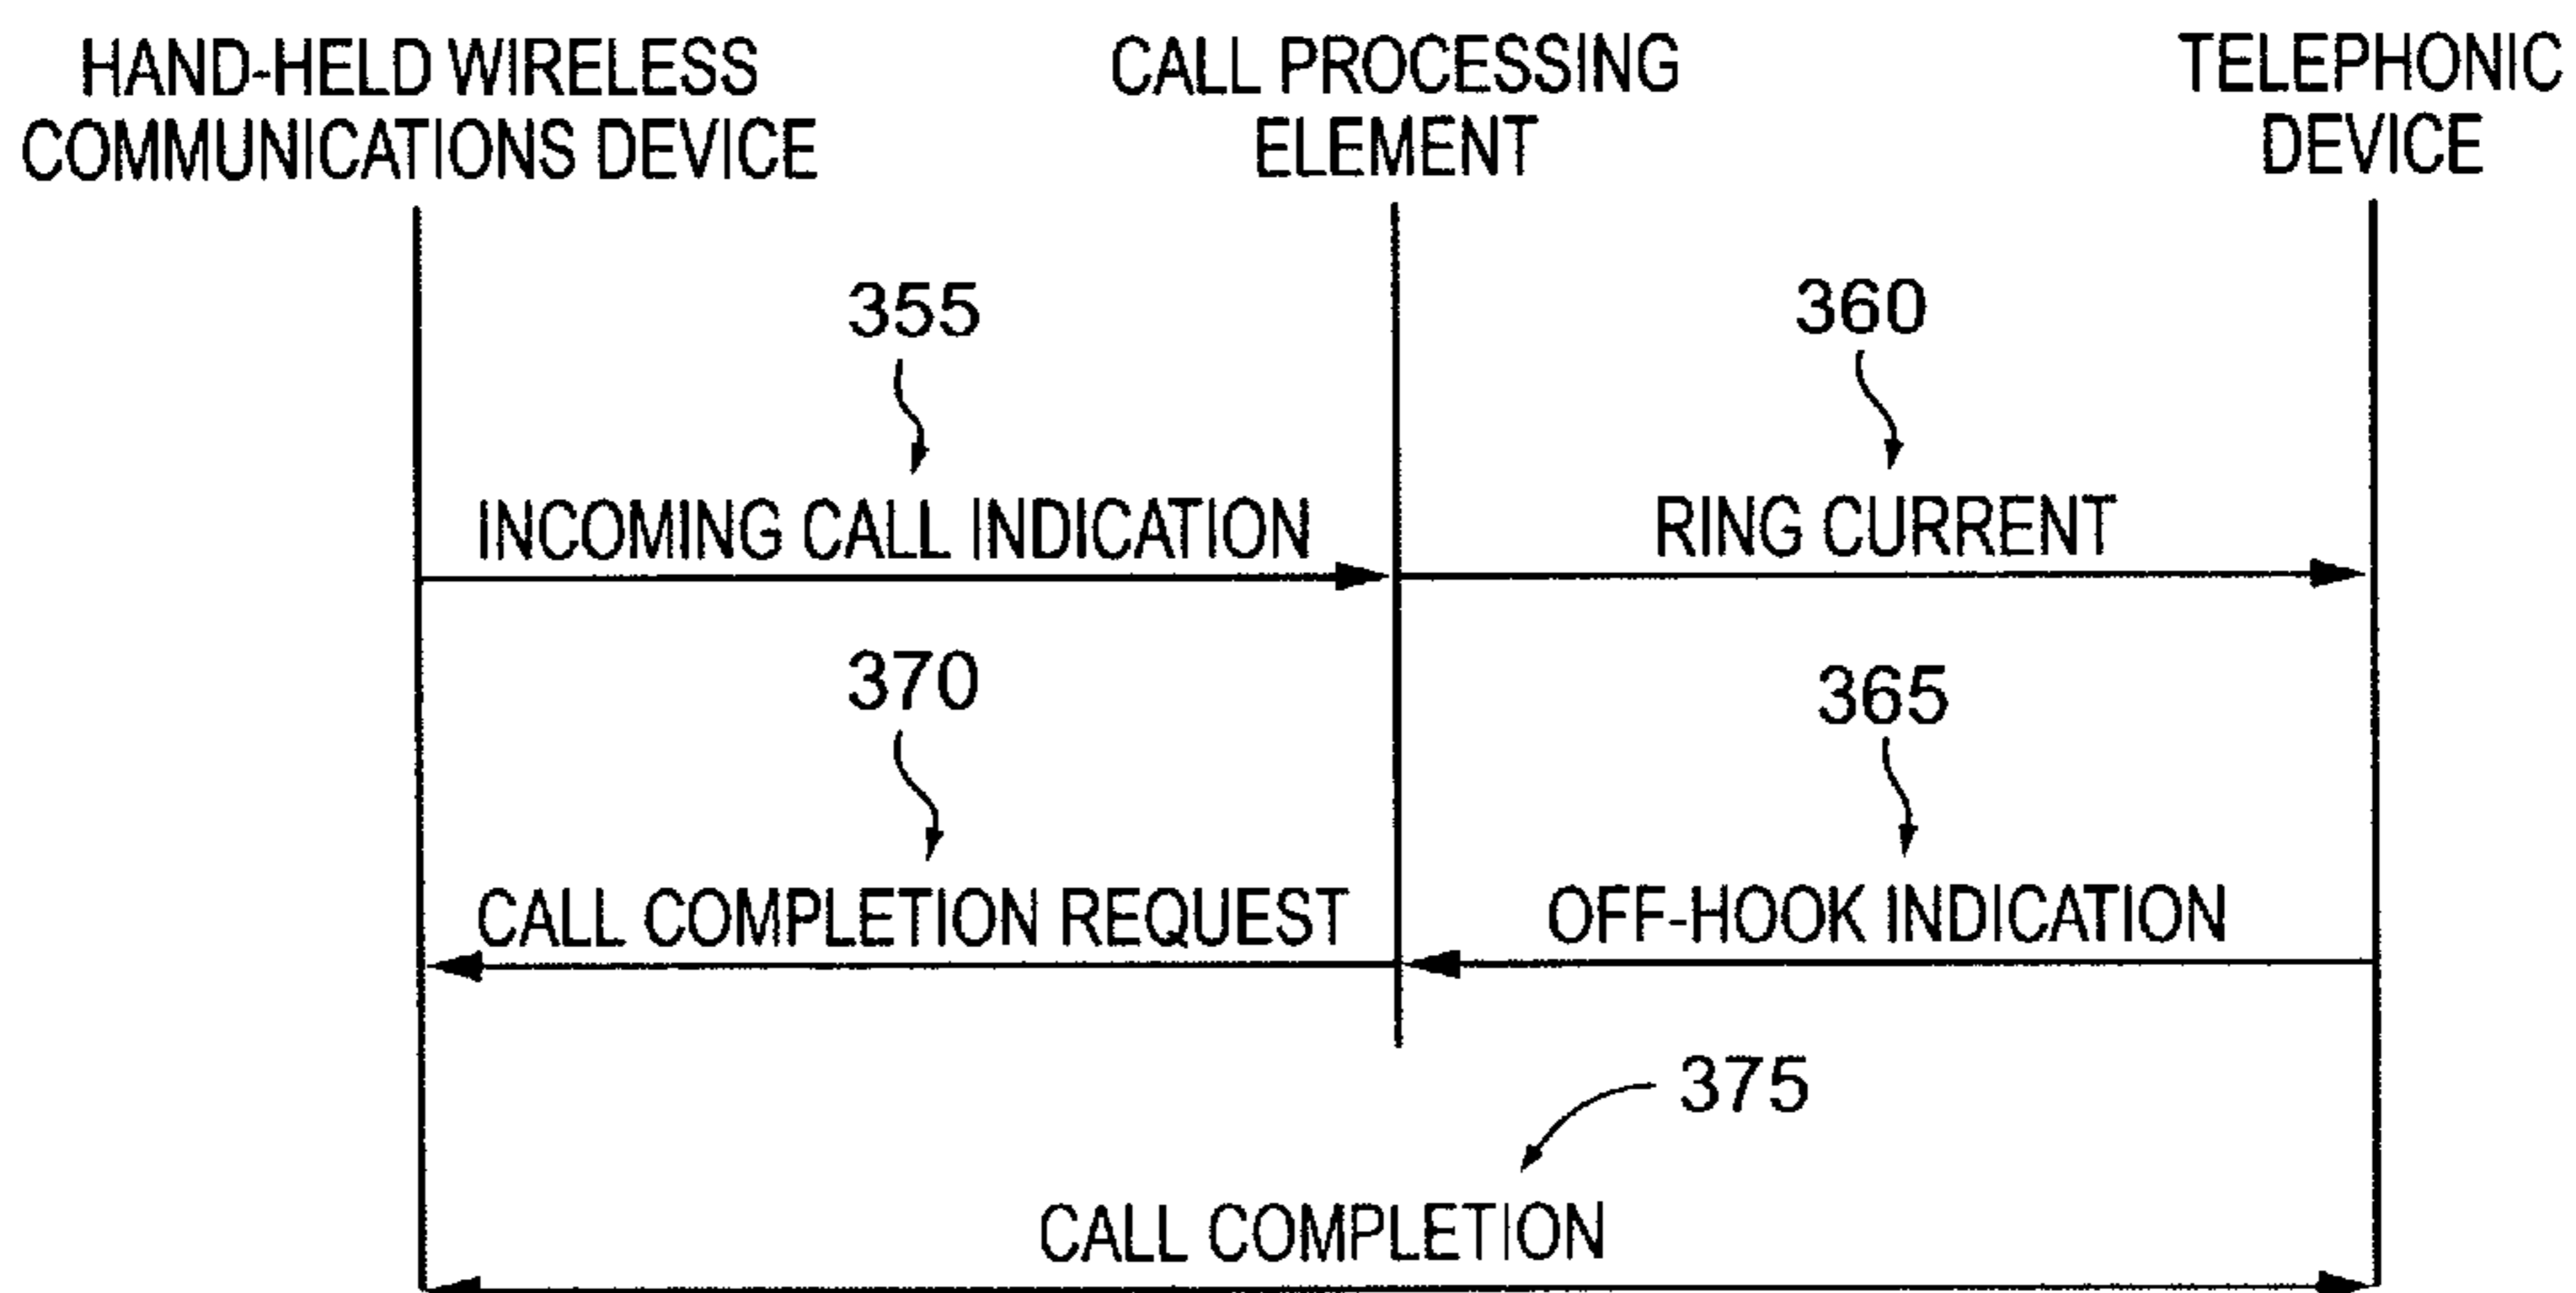 HAND-HELD WIRELESS
COMMUNICATIONS DEVICE
CALL PROCESSING
ELEMENT
TELEPHONIC
DEVICE
355
360
INCOMING CALL INDICATION
RING CURRENT
370
365
CALL COMPLETION REQUEST
OFF-HOOK INDICATION
375
CALL COMPLETION